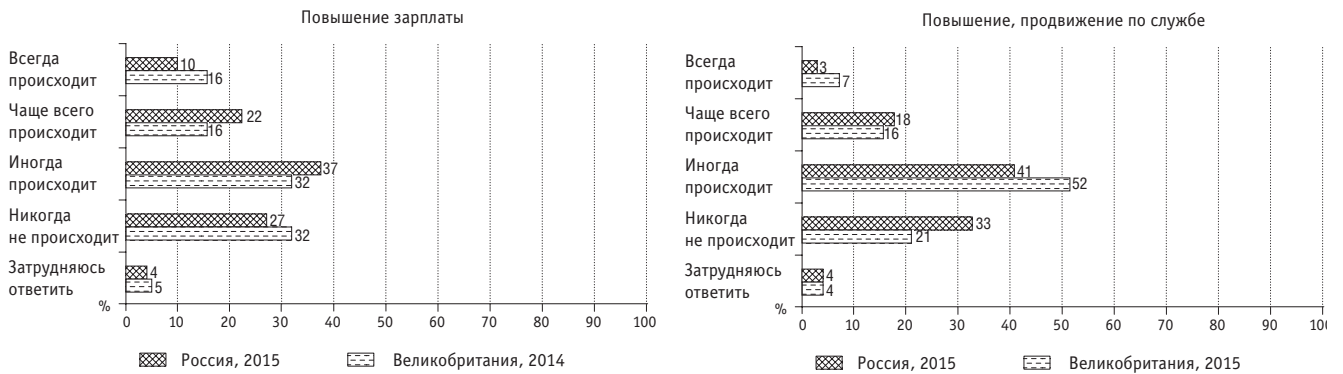 Повышение зарплаты
Всегда
происходит
10
16
Чаще всего
происходит
22
16
Иногда
происходит
37
32
Никогда
не происходит
27
32
Затрудняюсь
ответить
4
5
%
0 10 20 30 40 50 60 70 80 90 100
Россия, 2015 Великобритания, 2014
Повышение, продвижение по службе
Всегда
происходит
3
7
Чаще всего
происходит
18
16
Иногда
происходит
41
52
Никогда
не происходит
33
21
Затрудняюсь
ответить
4
4
%
0 10 20 30 40 50 60 70 80 90 100
Россия, 2015 Великобритания, 2015